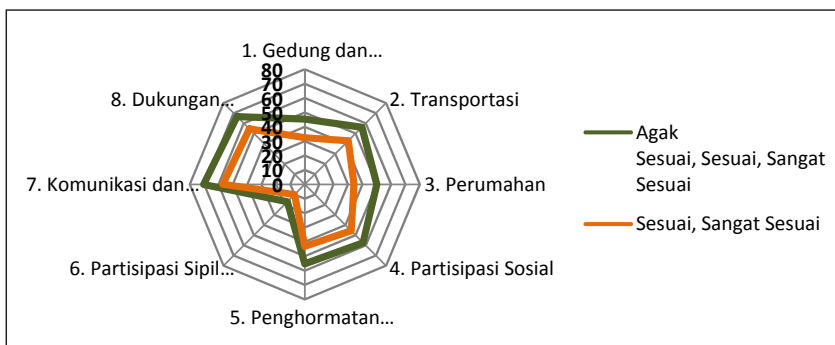 1. Gedung dan...
80
70
60
50
40
30
20
10
0
2. Transportasi
3. Perumahan
4. Partisipasi Sosial
5. Penghormatan...
6. Partisipasi Sipil...
7. Komunikasi dan...
8. Dukungan...
Agak
Sesuai, Sesuai, Sangat
Sesuai
Sesuai, Sangat Sesuai